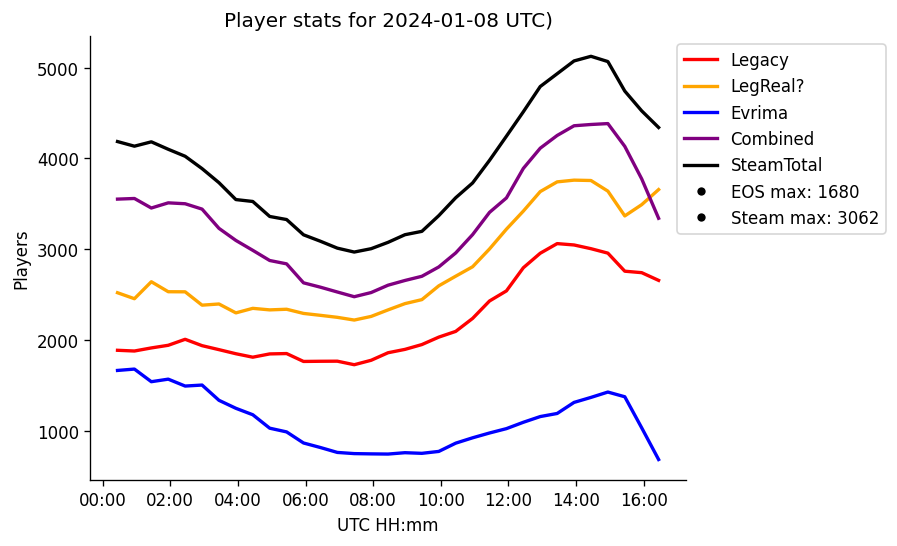 Player stats for 2024-01-08 UTC)
Legacy
LegReal?
Evrima
Combined
SteamTotal
EOS max: 1680
Steam max: 3062
5000
4000
3000
2000
1000
Players
00:00 02:00 04:00 06:00 08:00 10:00 12:00 14:00 16:00
UTC HH:mm